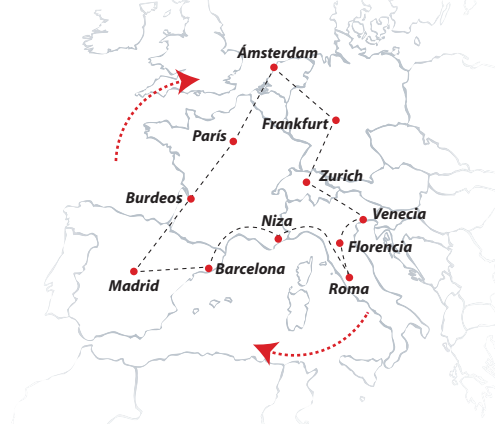 Ámsterdam
Frankfurt
París
Zurich
Burdeos
Venecia
Niza
Florencia
Barcelona
Madrid
Roma